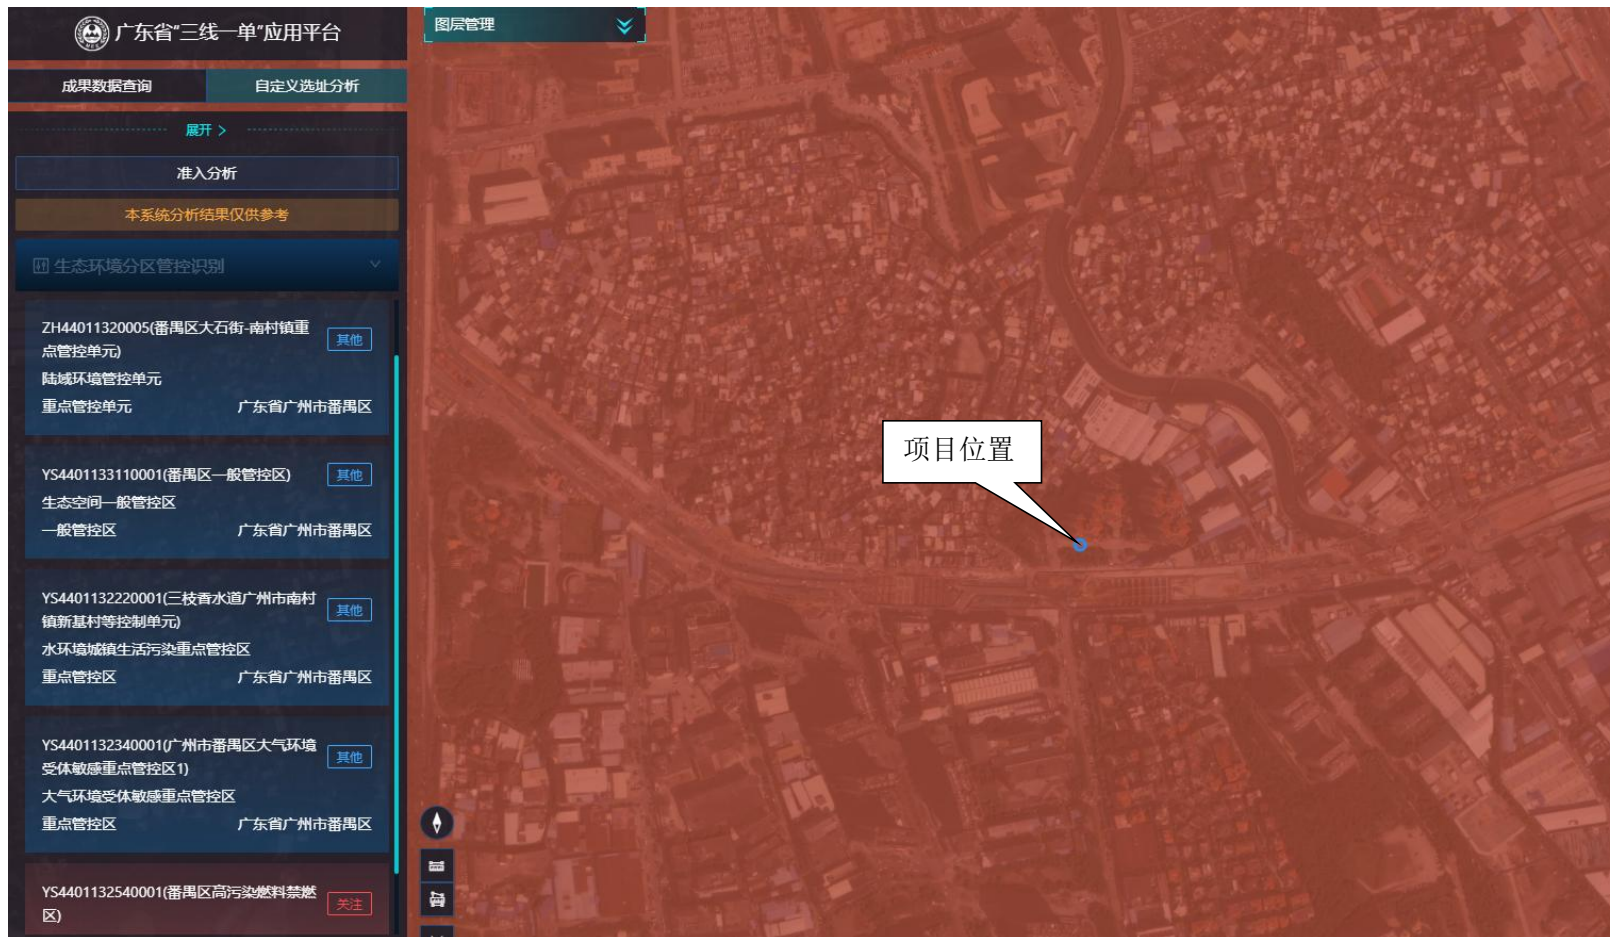 广东省"三线一单"应用平台
成果数据查询
自定义选址分析
展开 >
准入分析
本系统分析结果仅供参考
生态环境分区管控识别
ZH44011320005(番禺区大石街-南村镇重
点管控单元)
其他
陆域环境管控单元
重点管控单元 广东省广州市番禺区
YS4401133110001(番禺区一般管控区)
其他
生态空间一般管控区
一般管控区 广东省广州市番禺区
YS4401132220001(三枝香水道广州市南村
镇新基村等控制单元)
其他
水环境城镇生活污染重点管控区
重点管控区 广东省广州市番禺区
YS4401132340001(广州市番禺区大气环境
受体敏感重点管控区1)
其他
大气环境受体敏感重点管控区
重点管控区 广东省广州市番禺区
YS4401132540001(番禺区高污染燃料禁燃
区)
关注
图层管理
项目位置